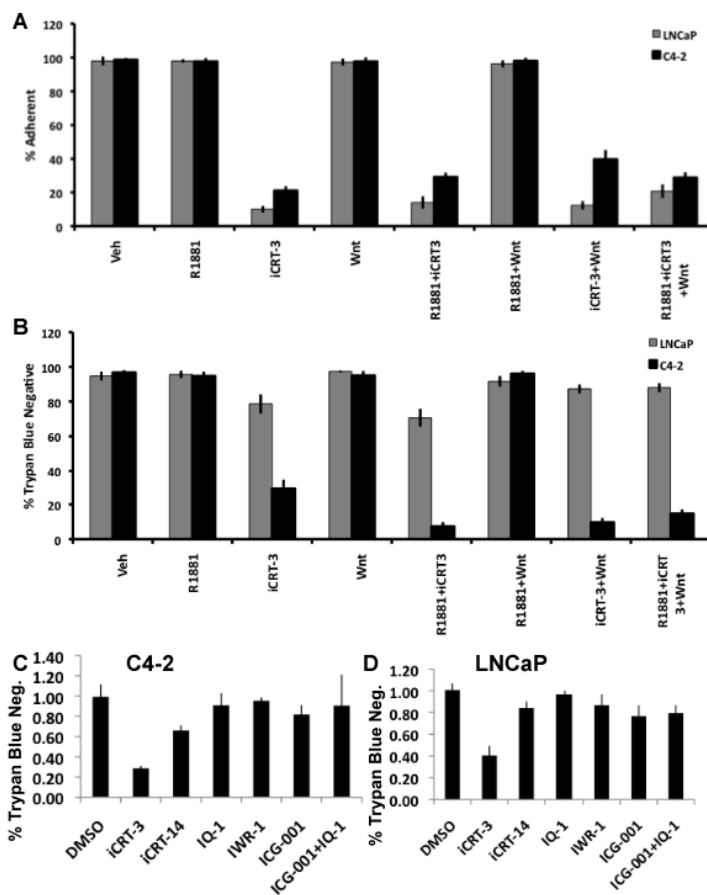 A
LNCaP
C4-2
% Adherent
120
100
80
60
40
20
0
Veh
R1881
iCRT-3
Wnt
R1881+iCRT3
R1881+Wnt
iCRT-3+Wnt
R1881+iCRT3
+Wnt
B
LNCaP
C4-2
% Trypan Blue Negative
120
100
80
60
40
20
0
Veh
R1881
iCRT-3
Wnt
R1881+iCRT3
R1881+Wnt
iCRT-3+Wnt
R1881+iCRT
3+Wnt
C
C4-2
% Trypan Blue Neg.
1.40
1.20
1.00
0.80
0.60
0.40
0.20
0.00
DMSO
iCRT-3
iCRT-14
IQ-1
IWR-1
ICG-001
ICG-001+IQ-1
D
LNCaP
% Trypan Blue Neg.
1.20
1.00
0.80
0.60
0.40
0.20
0.00
DMSO
iCRT-3
iCRT-14
IQ-1
IWR-1
ICG-001
ICG-001+IQ-1